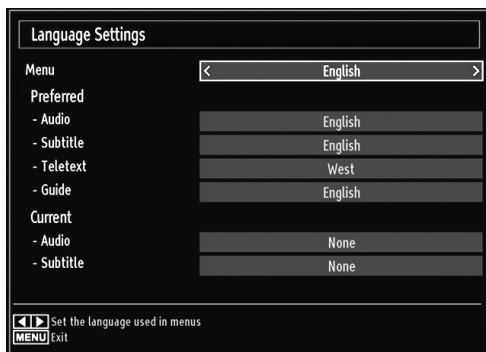 Language Settings
Menu < English >
Preferred
- Audio English
- Subtitle English
- Teletext West
- Guide English
Current
- Audio None
- Subtitle None
Set the language used in menus
MENU Exit